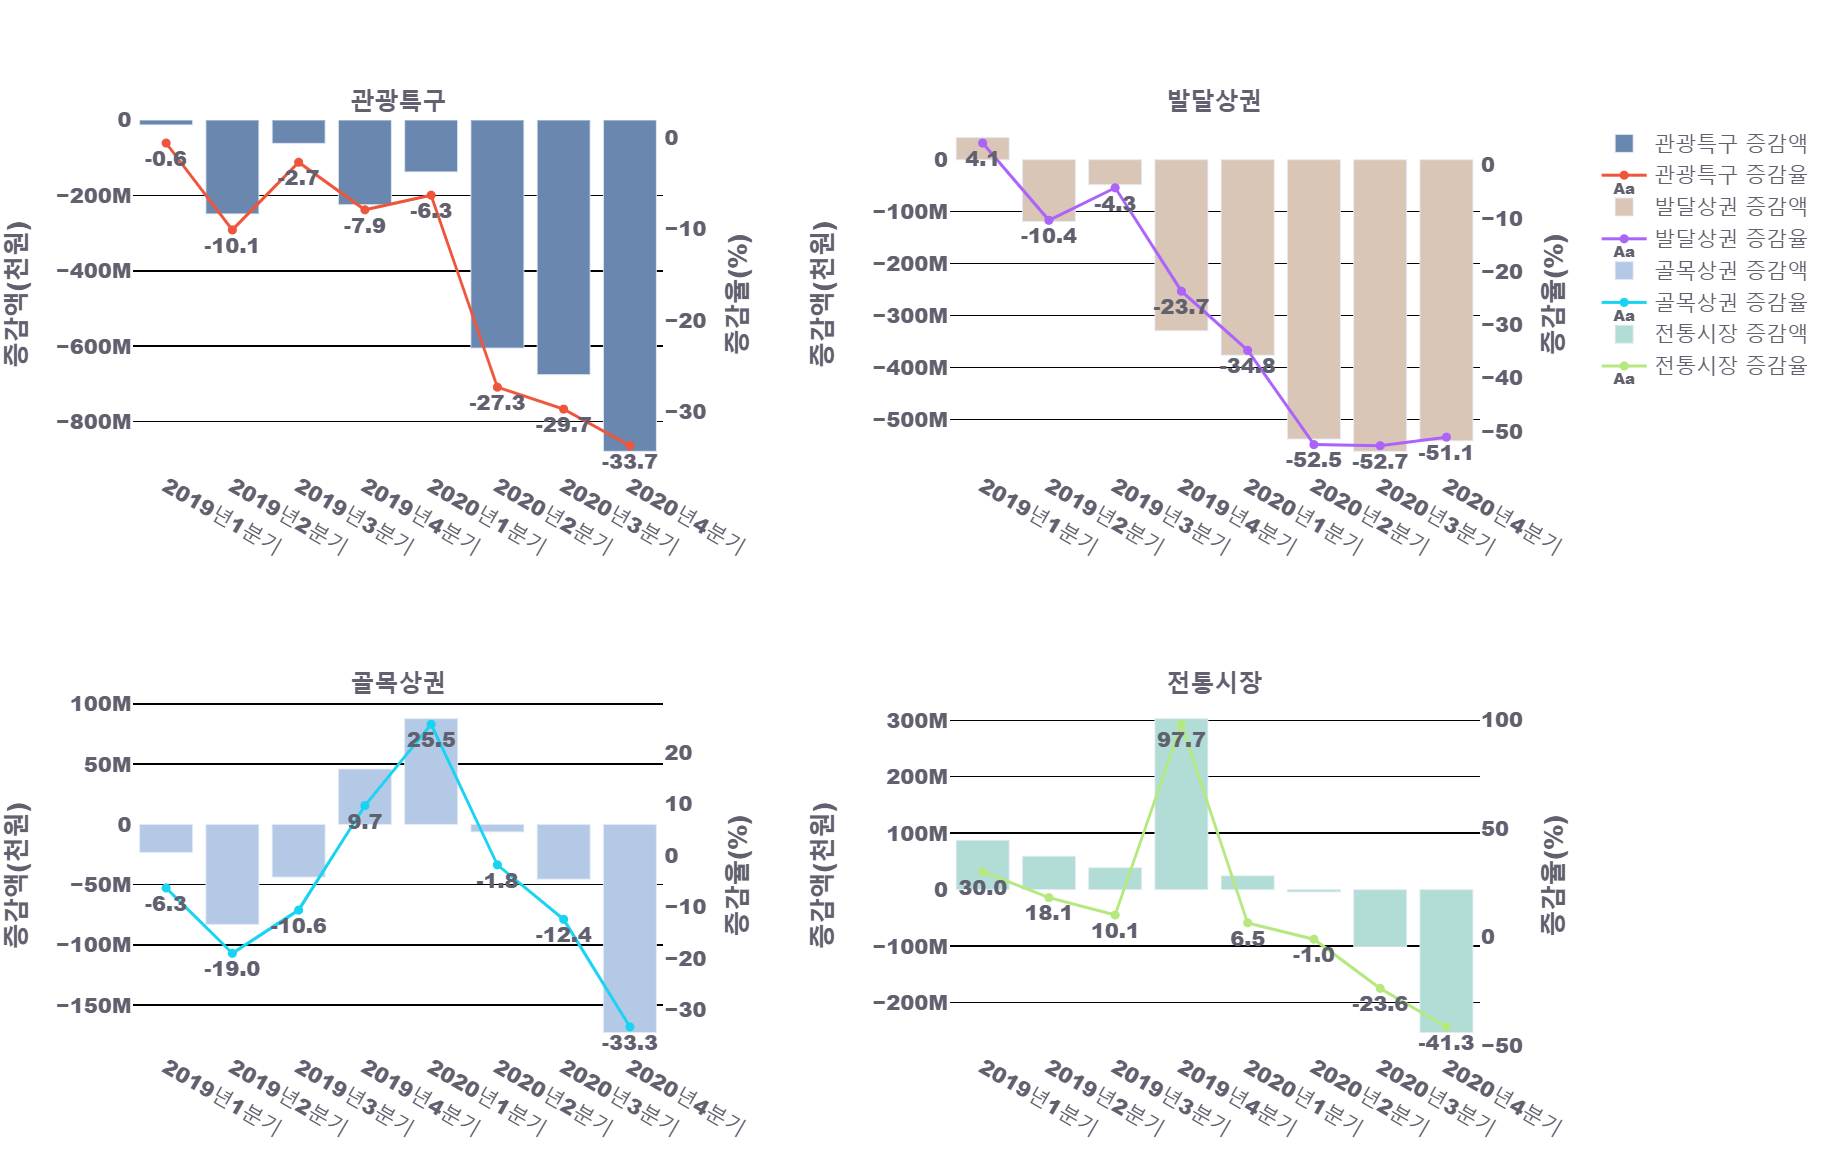 관광특구
0
−200M
−400M
−600M
−800M
증감액(천원)
0
−10
−20
−30
증감율(%)
-0.6
-10.1
-2.7
-7.9
-6.3
-27.3
-29.7
-33.7
2019년1분기
2019년2분기
2019년3분기
2019년4분기
2020년1분기
2020년2분기
2020년3분기
2020년4분기
발달상권
0
−100M
−200M
−300M
−400M
−500M
증감액(천원)
0
−10
−20
−30
−40
−50
증감율(%)
4.1
-10.4
-4.3
-23.7
-34.8
-52.5
-52.7
-51.1
2019년1분기
2019년2분기
2019년3분기
2019년4분기
2020년1분기
2020년2분기
2020년3분기
2020년4분기
관광특구 증감액
관광특구 증감율
Aa
발달상권 증감액
발달상권 증감율
Aa
골목상권 증감액
골목상권 증감율
Aa
전통시장 증감액
전통시장 증감율
Aa
골목상권
100M
50M
0
−50M
−100M
−150M
증감액(천원)
20
10
0
−10
−20
−30
증감율(%)
-6.3
-19.0
-10.6
9.7
25.5
-1.8
-12.4
-33.3
2019년1분기
2019년2분기
2019년3분기
2019년4분기
2020년1분기
2020년2분기
2020년3분기
2020년4분기
전통시장
300M
200M
100M
0
−100M
−200M
증감액(천원)
100
50
0
−50
증감율(%)
30.0
18.1
10.1
97.7
6.5
-1.0
-23.6
-41.3
2019년1분기
2019년2분기
2019년3분기
2019년4분기
2020년1분기
2020년2분기
2020년3분기
2020년4분기